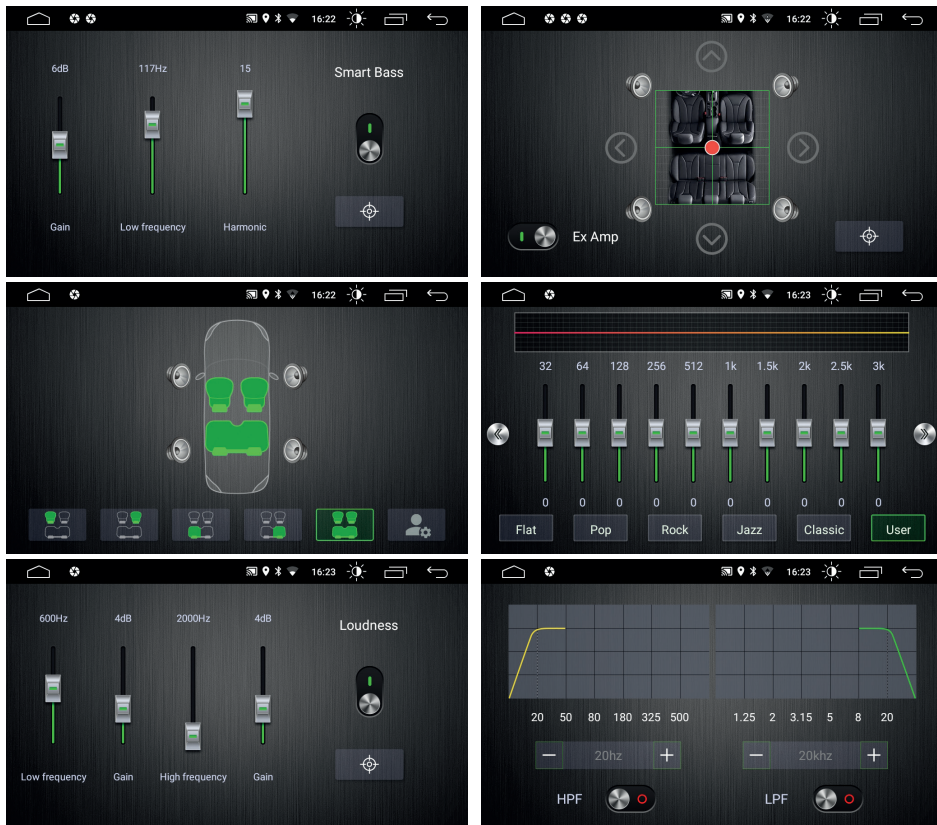 16:22
6dB 117Hz 15
Smart Bass
Gain Low frequency Harmonic
16:22
Ex Amp
16:22
16:23
32 64 128 256 512 1k 1.5k 2k 2.5k 3k
0 0 0 0 0 0 0 0 0 0
Flat Pop Rock Jazz Classic User
16:23
600Hz 4dB 2000Hz 4dB
Loudness
Low frequency Gain High frequency Gain
16:23
20 50 80 180 325 500 1.25 2 3.15 5 8 20
20hz 20khz
HPF LPF